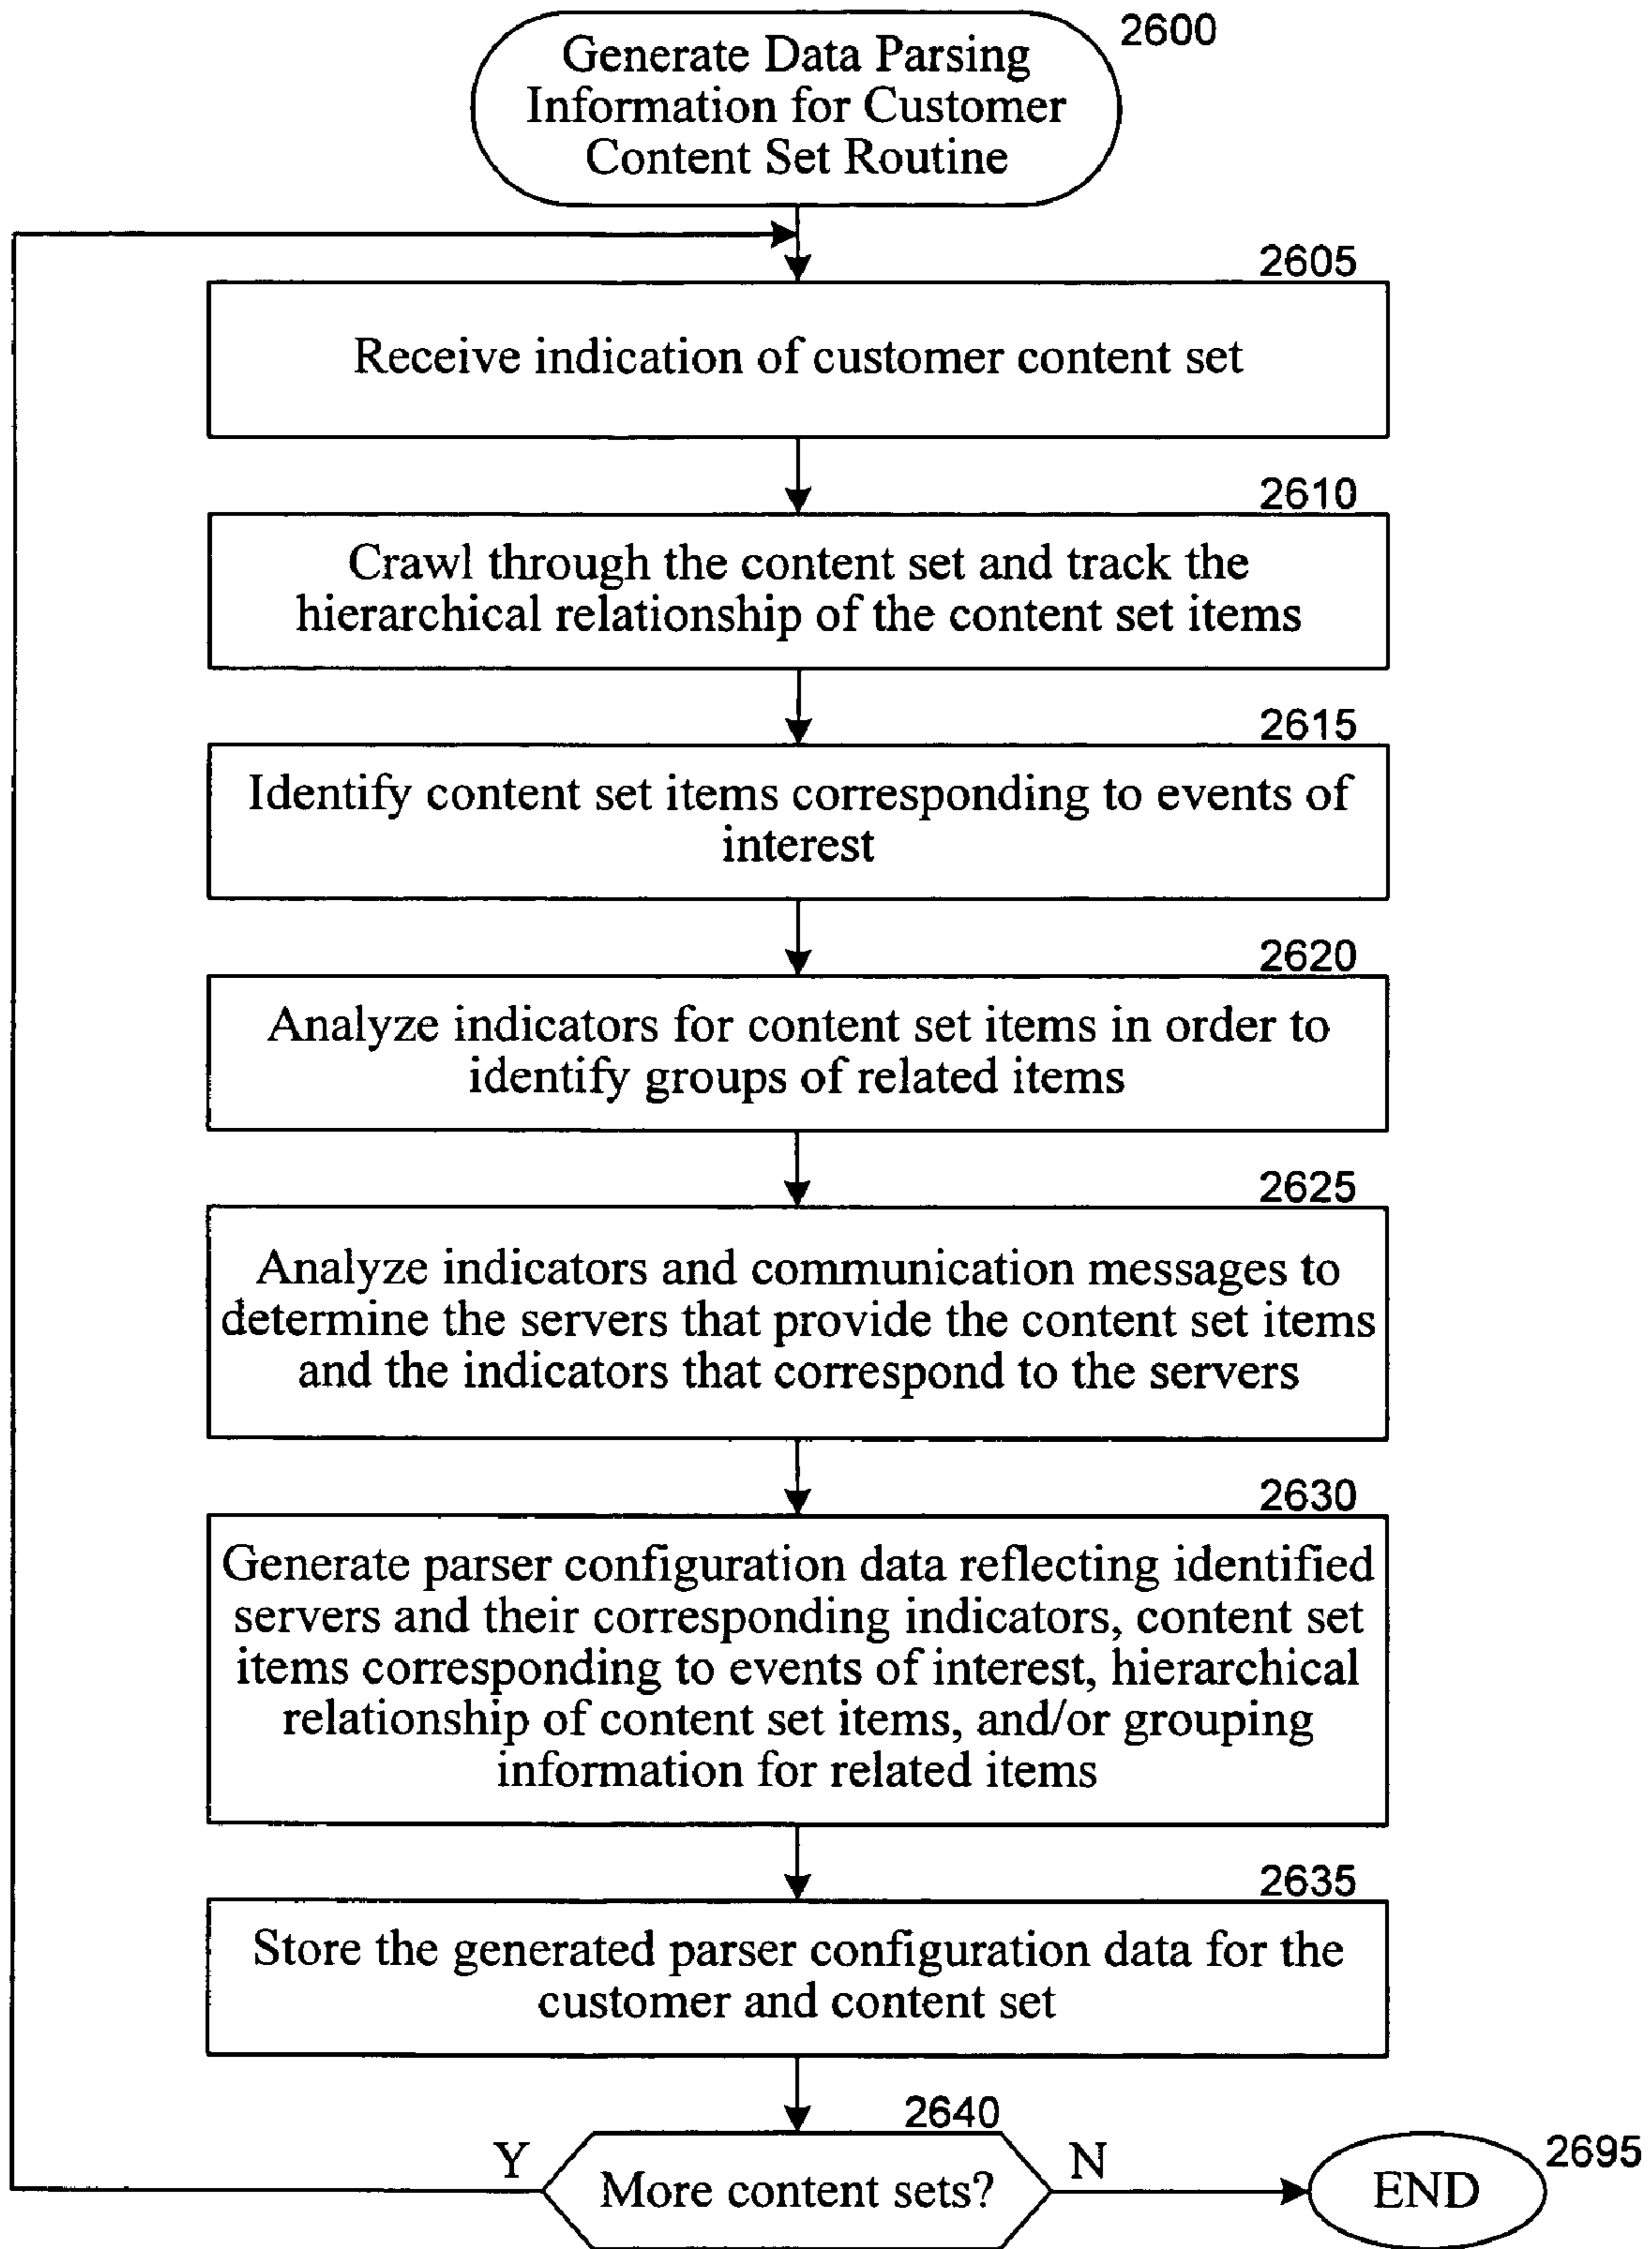 2600
Generate Data Parsing
Information for Customer
Content Set Routine
2605
Receive indication of customer content set
2610
Crawl through the content set and track the
hierarchical relationship of the content set items
2615
Identify content set items corresponding to events of
interest
2620
Analyze indicators for content set items in order to
identify groups of related items
2625
Analyze indicators and communication messages to
determine the servers that provide the content set items
and the indicators that correspond to the servers
2630
Generate parser configuration data reflecting identified
servers and their corresponding indicators, content set
items corresponding to events of interest, hierarchical
relationship of content set items, and/or grouping
information for related items
2635
Store the generated parser configuration data for the
customer and content set
2640
Y
More content sets?
N
2695
END